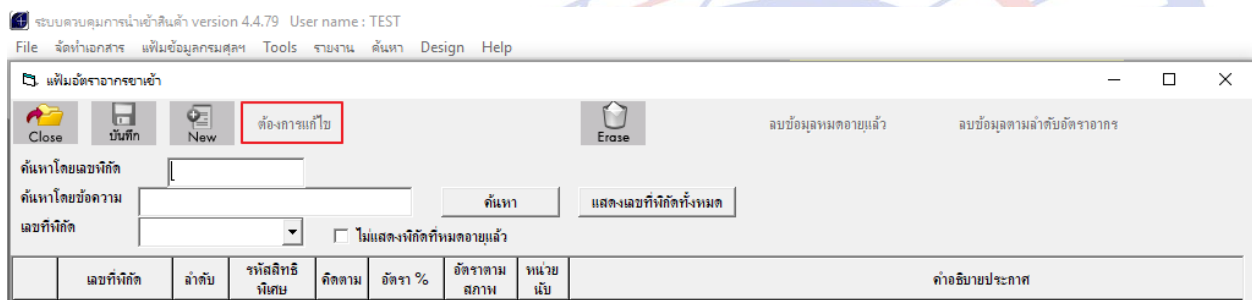 ระบบควบคุมการนำเข้าสินค้า version 4.4.79 User name : TEST
File จัดทำเอกสาร แฟ้มข้อมูลกรมศุลฯ Tools รายงาน ค้นหา Design Help
แฟ้มอัตราอากรขาเข้า
Close บันทึก New ต้องการแก้ไข Erase ลบข้อมูลหมดอายุแล้ว ลบข้อมูลตามลำดับอัตราอากร
ค้นหาโดยเลขพิกัด
ค้นหาโดยข้อความ ค้นหา แสดงเลขที่พิกัดทั้งหมด
เลขที่พิกัด ไม่แสดงพิกัดที่หมดอายุแล้ว
เลขที่พิกัด ลำดับ รหัสสิทธิพิเศษ คิดตาม อัตรา % อัตราตามสภาพ หน่วยนับ คำอธิบายประกาศ